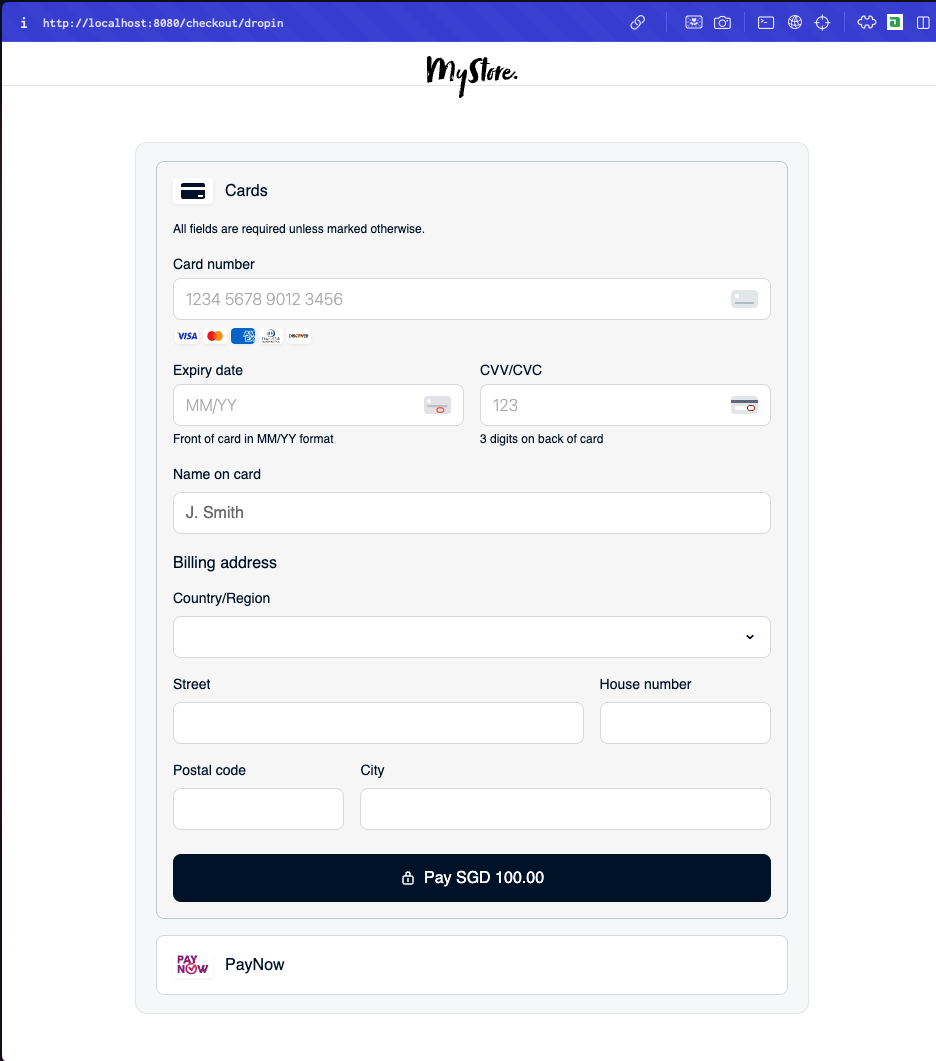 http://localhost:8080/checkout/dropin
MyStore.
Cards
All fields are required unless marked otherwise.
Card number
1234 5678 9012 3456
VISA DISCOVER
Expiry date CVV/CVC
MM/YY 123
Front of card in MM/YY format 3 digits on back of card
Name on card
J. Smith
Billing address
Country/Region
Street House number
Postal code City
Pay SGD 100.00
PAY
NOW PayNow